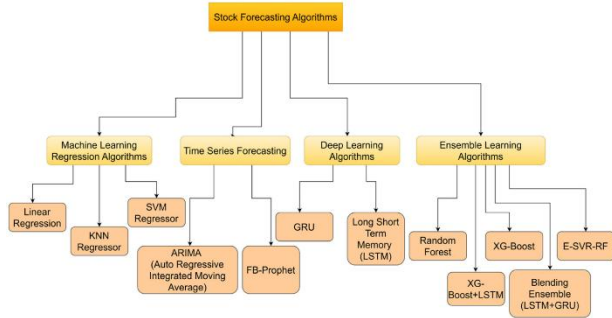 Stock Forecasting Algorithms
Machine Learning
Regression Algorithms
Time Series Forecasting
Deep Learning
Algorithms
Ensemble Learning
Algorithms
Linear
Regression
KNN
Regressor
SVM
Regressor
ARIMA
(Auto Regressive
Integrated Moving
Average)
FB-Prophet
GRU
Long Short
Term
Memory
(LSTM)
Random
Forest
XG-
Boost+LSTM
XG-Boost
Blending
Ensemble
(LSTM+GRU)
E-SVR-RF